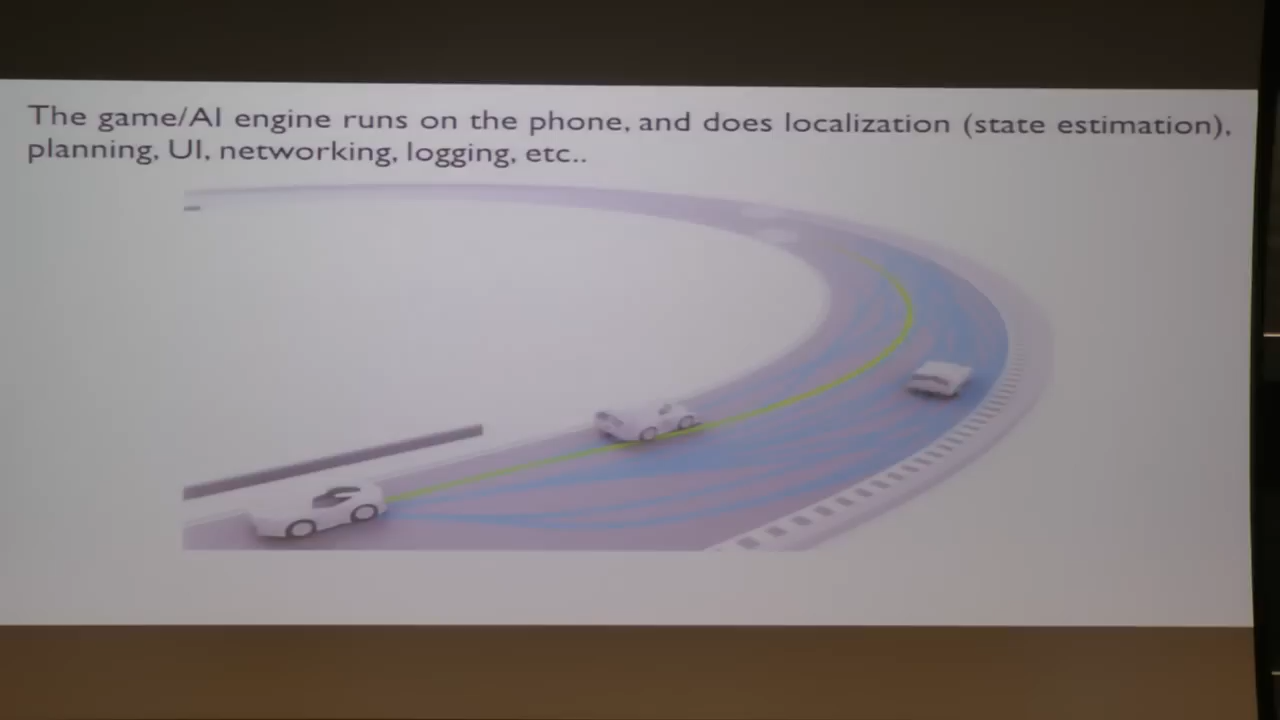 The game/AI engine runs on the phone, and does localization (state estimation),
planning, UI, networking, logging, etc..